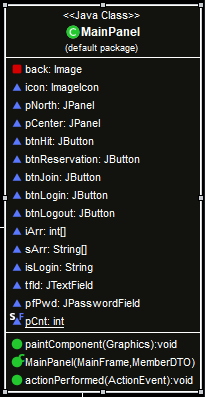 <<Java Class>>
MainPanel
(default package)
back: Image
icon: ImageIcon
pNorth: JPanel
pCenter: JPanel
btnHit: JButton
btnReservation: JButton
btnJoin: JButton
btnLogin: JButton
btnLogout: JButton
iArr: int[]
sArr: String[]
isLogin: String
tfId: JTextField
pfPwd: JPasswordField
pCnt: int
paintComponent(Graphics):void
MainPanel(MainFrame,MemberDTO)
actionPerformed(ActionEvent):void